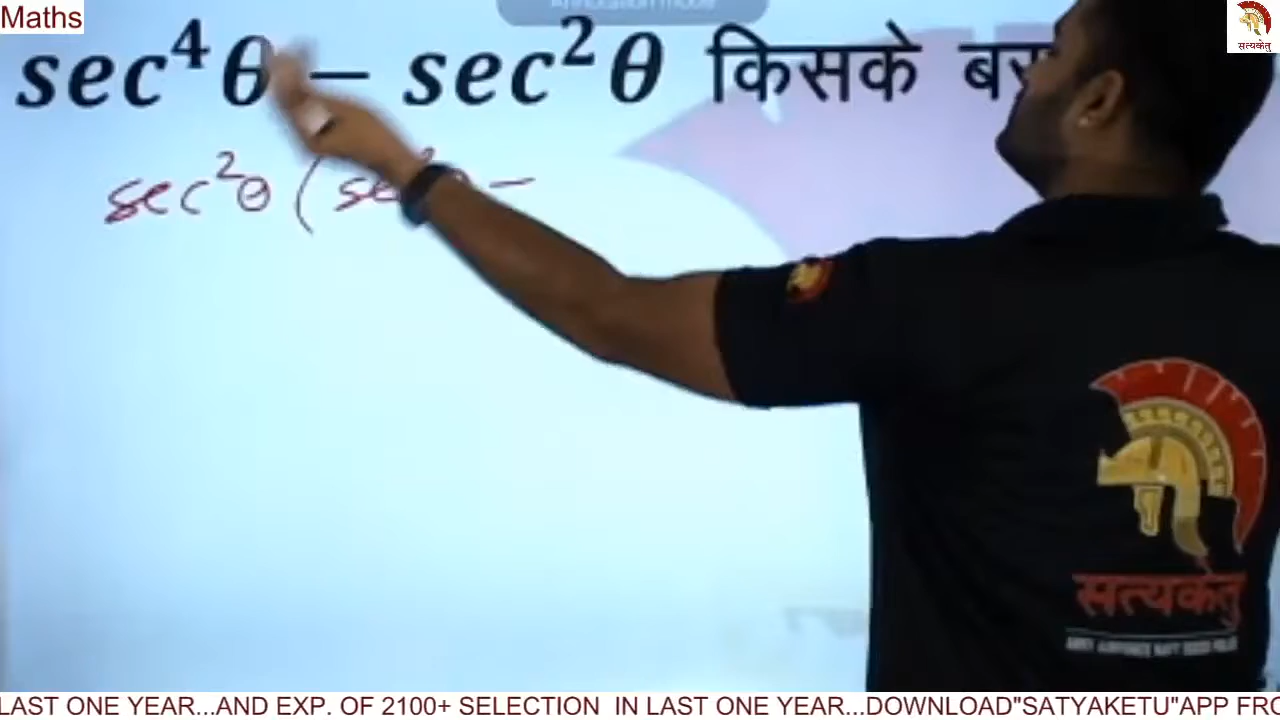 Maths
sec⁴θ − sec²θ किसके
sec²θ (sec²θ −
सत्यकेतु
सत्यकेतु
LAST ONE YEAR...AND EXP. OF 2100+ SELECTION IN LAST ONE YEAR...DOWNLOAD"SATYAKETU"APP FRO